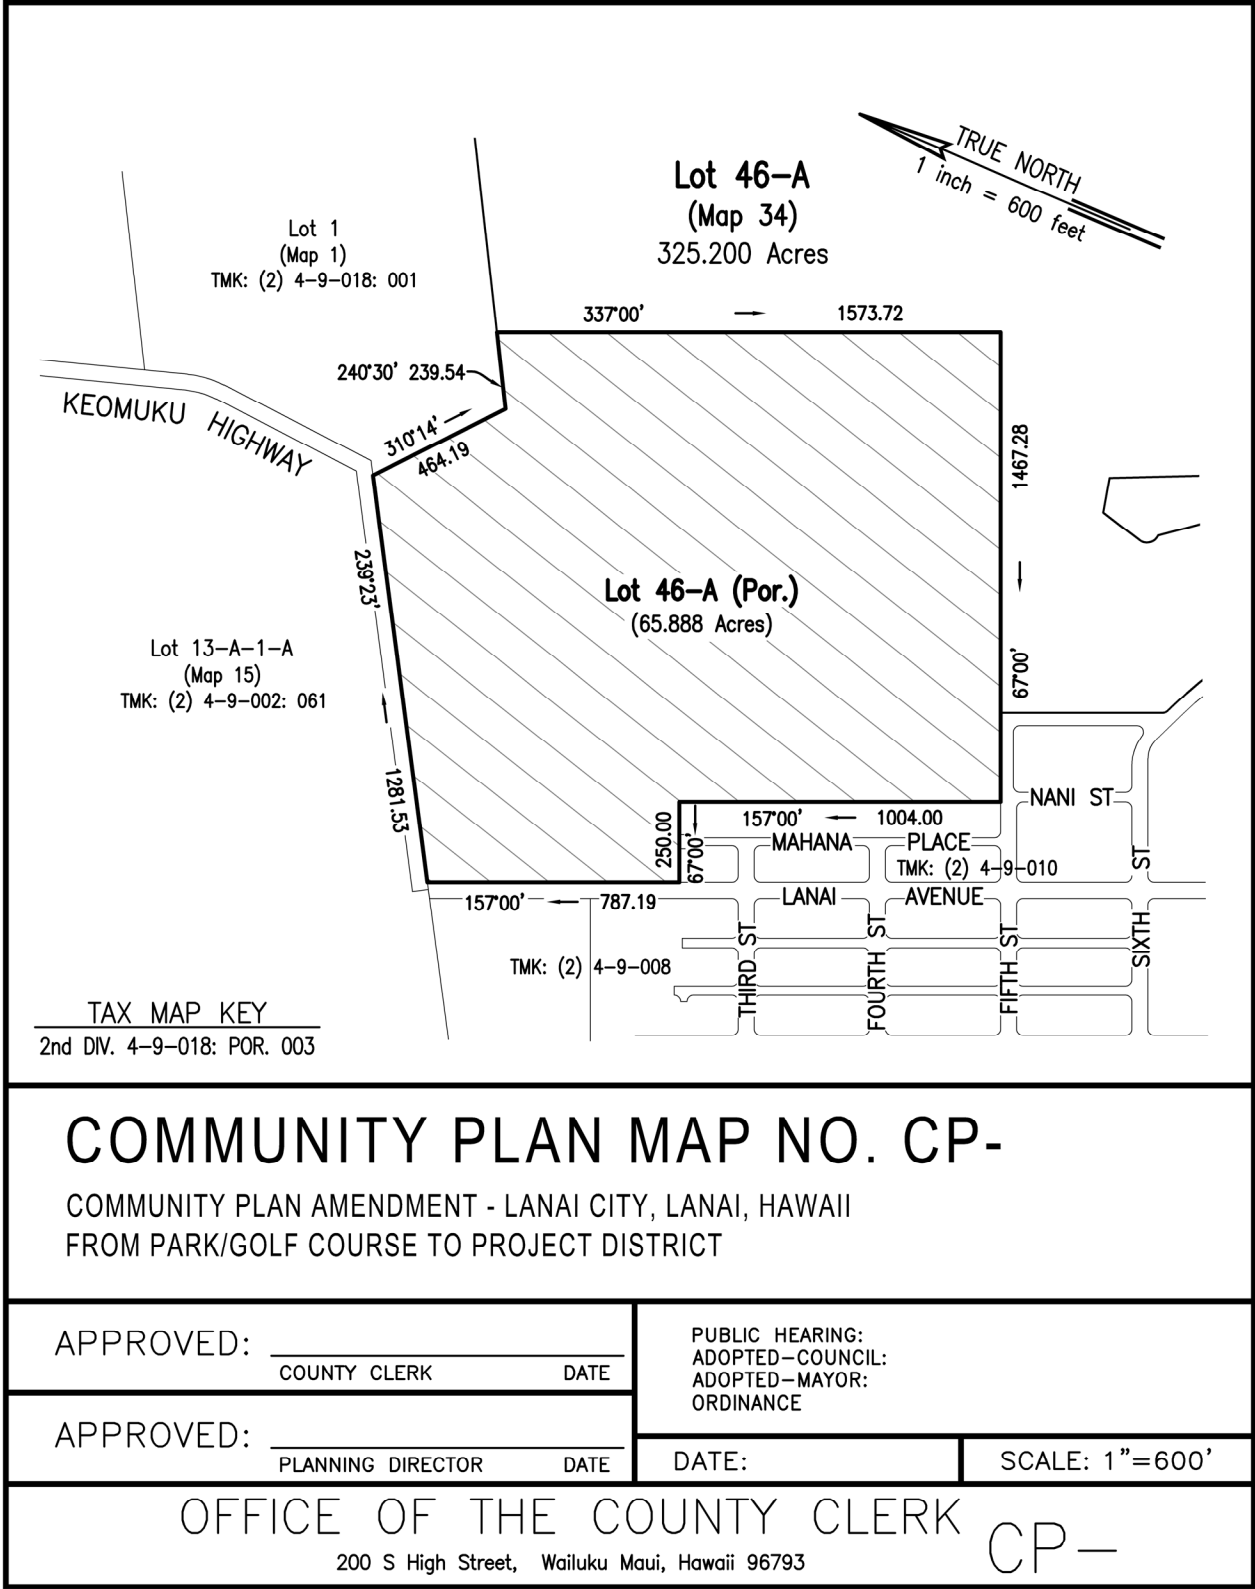 TRUE NORTH
1 inch = 600 feet
Lot 46-A
(Map 34)
325.200 Acres
Lot 1
(Map 1)
TMK: (2) 4-9-018: 001
337°00' 1573.72
240°30' 239.54
KEOMUKU HIGHWAY
310°14'
464.19
1467.28
67°00'
239°23'
1281.53
Lot 46-A (Por.)
(65.888 Acres)
Lot 13-A-1-A
(Map 15)
TMK: (2) 4-9-002: 061
NANI ST
250.00
67°00'
157°00' 1004.00
MAHANA PLACE
TMK: (2) 4-9-010
157°00' 787.19
LANAI AVENUE
THIRD ST
FOURTH ST
FIFTH ST
SIXTH ST
TMK: (2) 4-9-008
TAX MAP KEY
2nd DIV. 4-9-018: POR. 003
COMMUNITY PLAN MAP NO. CP-
COMMUNITY PLAN AMENDMENT - LANAI CITY, LANAI, HAWAII
FROM PARK/GOLF COURSE TO PROJECT DISTRICT
APPROVED:
COUNTY CLERK DATE
APPROVED:
PLANNING DIRECTOR DATE
PUBLIC HEARING:
ADOPTED-COUNCIL:
ADOPTED-MAYOR:
ORDINANCE
DATE:
SCALE: 1"=600'
OFFICE OF THE COUNTY CLERK
200 S High Street, Wailuku Maui, Hawaii 96793
CP-